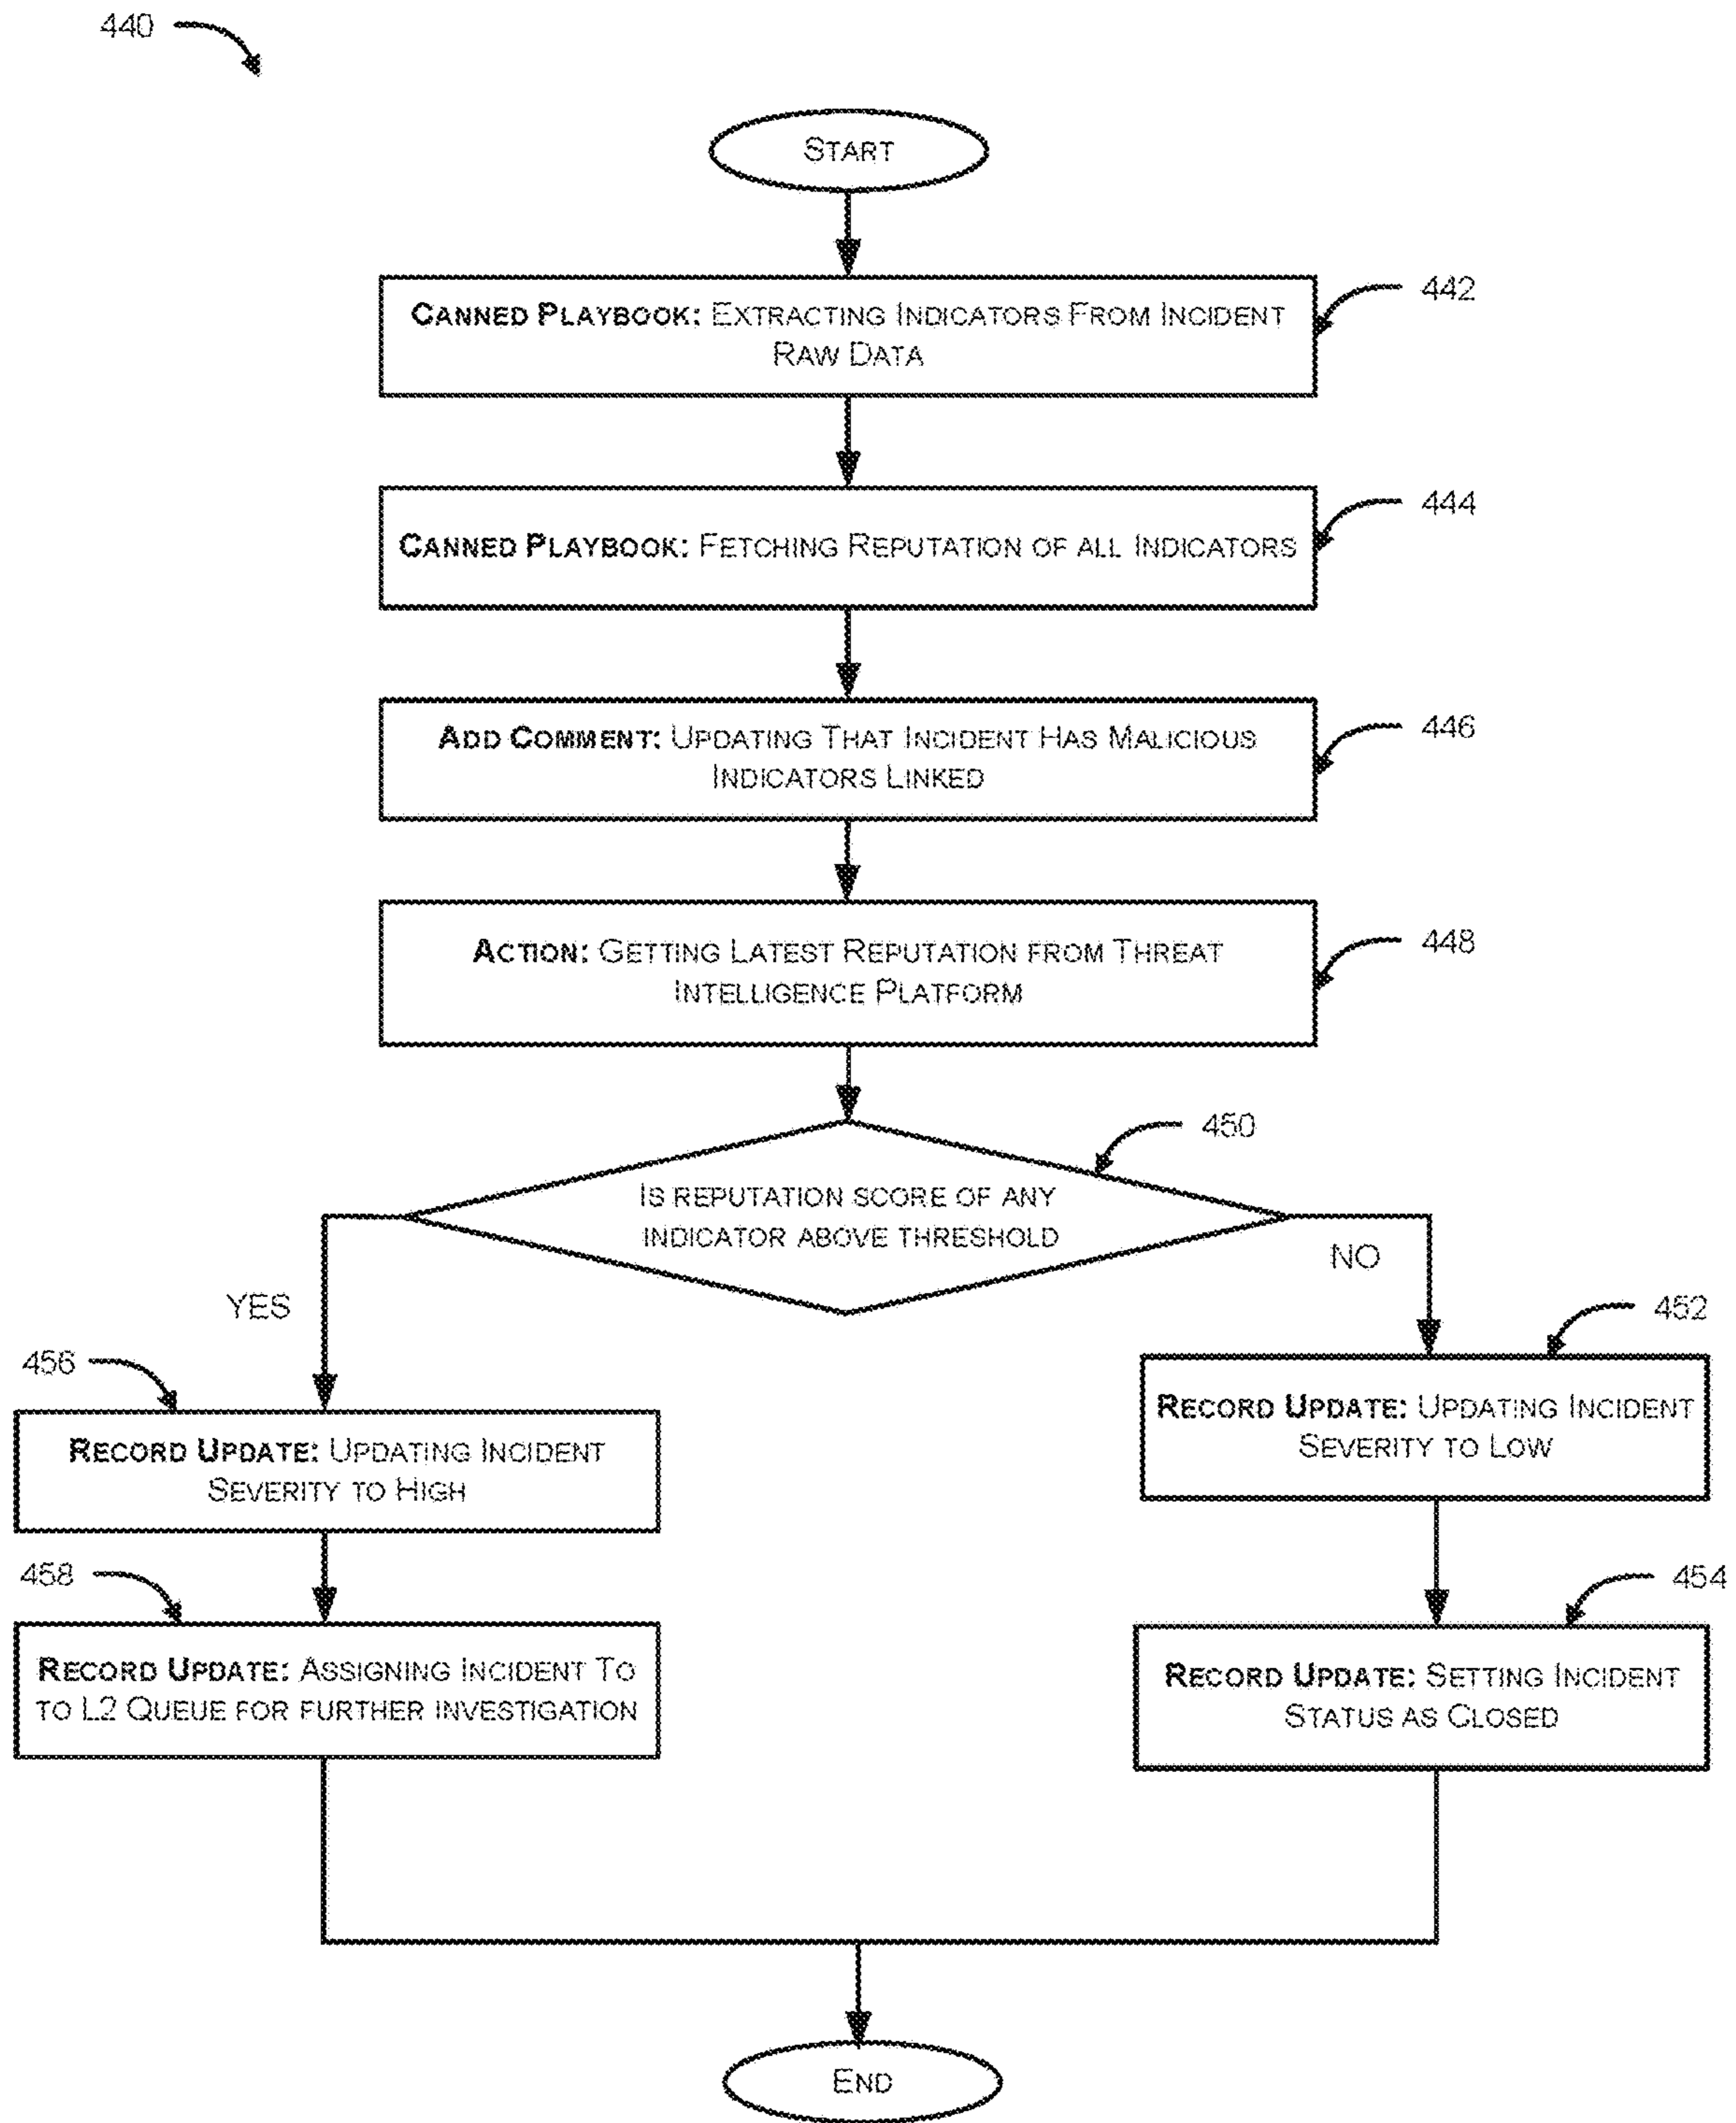 440
START
CANNED PLAYBOOK: EXTRACTING INDICATORS FROM INCIDENT
RAW DATA
442
CANNED PLAYBOOK: FETCHING REPUTATION OF ALL INDICATORS
444
ADD COMMENT: UPDATING THAT INCIDENT HAS MALICIOUS
INDICATORS LINKED
446
ACTION: GETTING LATEST REPUTATION FROM THREAT
INTELLIGENCE PLATFORM
448
450
IS REPUTATION SCORE OF ANY
INDICATOR ABOVE THRESHOLD
YES
NO
456
RECORD UPDATE: UPDATING INCIDENT
SEVERITY TO HIGH
452
RECORD UPDATE: UPDATING INCIDENT
SEVERITY TO LOW
458
RECORD UPDATE: ASSIGNING INCIDENT TO
TO L2 QUEUE FOR FURTHER INVESTIGATION
454
RECORD UPDATE: SETTING INCIDENT
STATUS AS CLOSED
END